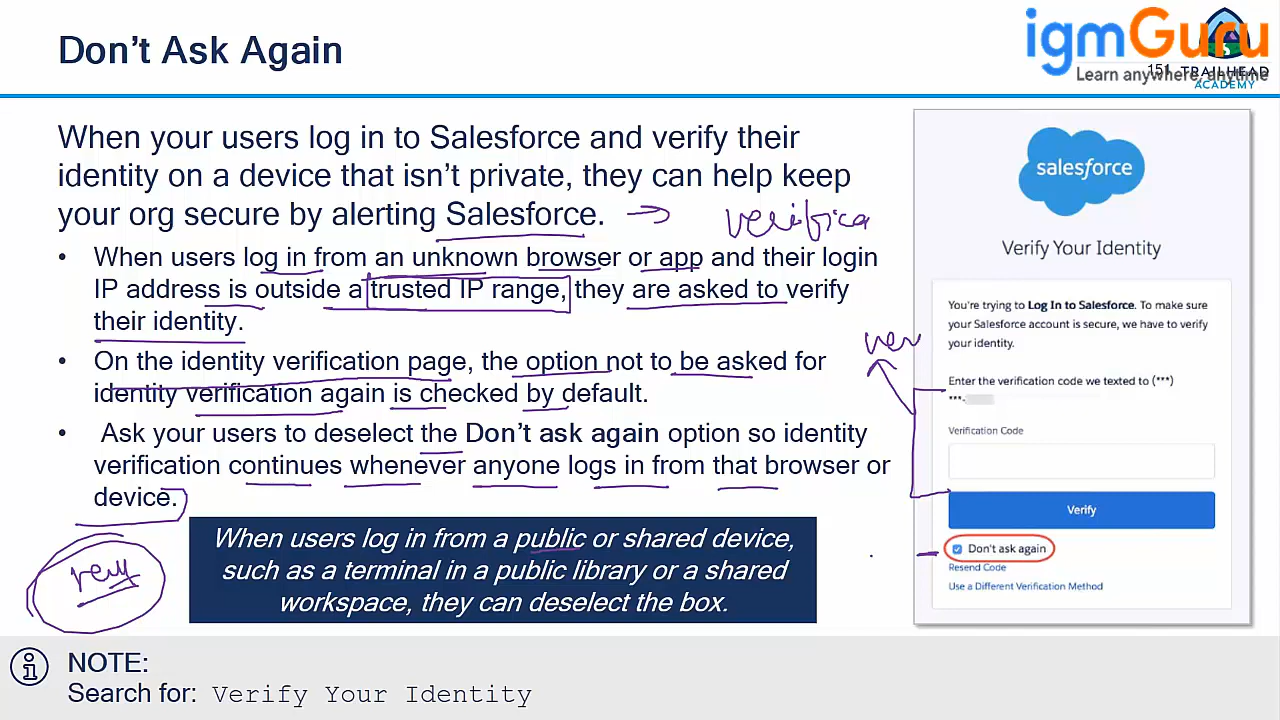 Don’t Ask Again
igmGuru
Learn anywhere, anytime
151
TRAILHEAD
ACADEMY
When your users log in to Salesforce and verify their
identity on a device that isn’t private, they can help keep
your org secure by alerting Salesforce.
verifica
• When users log in from an unknown browser or app and their login
IP address is outside a trusted IP range, they are asked to verify
their identity.
• On the identity verification page, the option not to be asked for
identity verification again is checked by default.
• Ask your users to deselect the Don’t ask again option so identity
verification continues whenever anyone logs in from that browser or
device.
When users log in from a public or shared device,
such as a terminal in a public library or a shared
workspace, they can deselect the box.
salesforce
Verify Your Identity
You're trying to Log In to Salesforce. To make sure
your Salesforce account is secure, we have to verify
your identity.
ver
Enter the verification code we texted to (***)
***-
Verification Code
Verify
Don't ask again
Resend Code
Use a Different Verification Method
NOTE:
Search for: Verify Your Identity